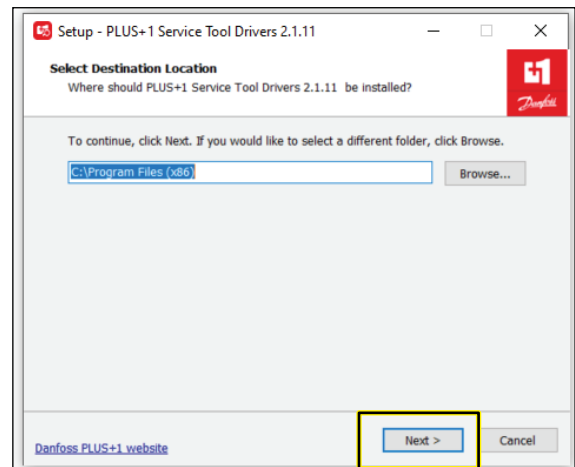 Setup - PLUS+1 Service Tool Drivers 2.1.11
Select Destination Location
Where should PLUS+1 Service Tool Drivers 2.1.11 be installed?
+1
Danfoss
To continue, click Next. If you would like to select a different folder, click Browse.
C:\Program Files (x86)
Browse...
Danfoss PLUS+1 website
Next >
Cancel